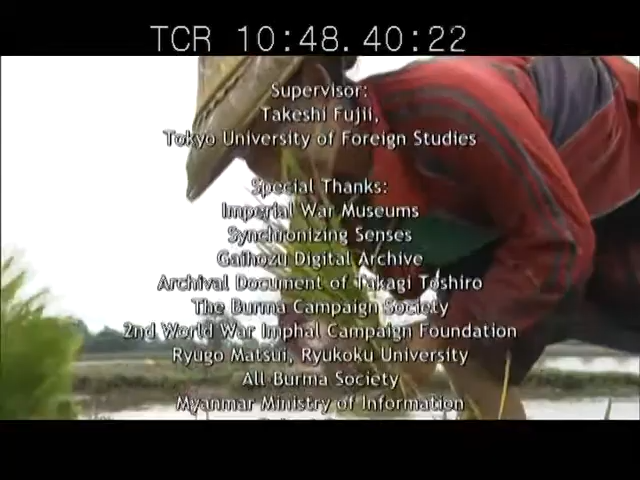 TCR 10:48.40:22
Supervisor:
Takeshi Fujii,
Tokyo University of Foreign Studies
Special Thanks:
Imperial War Museums
Synchronizing Senses
Gaihozu Digital Archive
Archival Document of Takagi Toshiro
The Burma Campaign Society
2nd World War Imphal Campaign Foundation
Ryugo Matsui, Ryukoku University
All Burma Society
Myanmar Ministry of Information